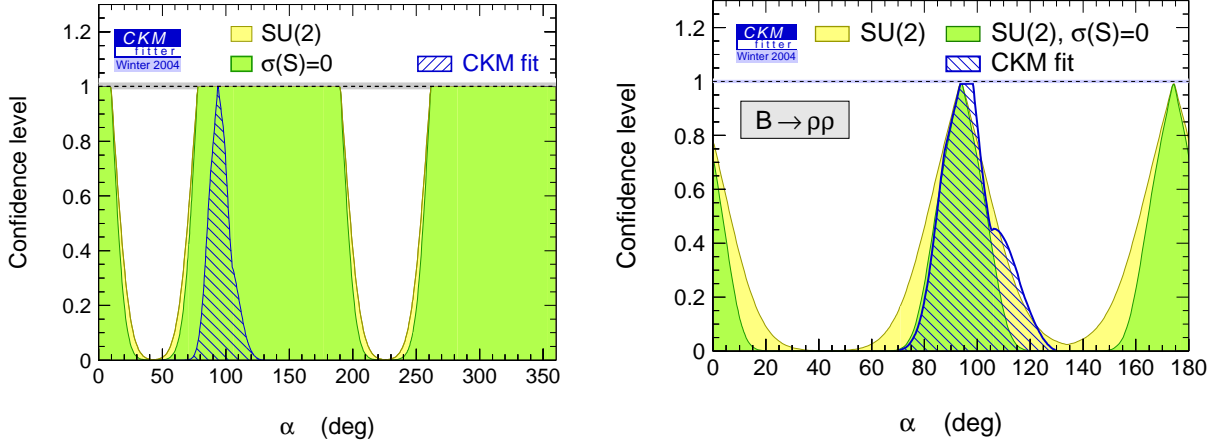 CKM
fitter
Winter 2004
SU(2)
σ(S)=0
CKM fit
Confidence level
1.2
1
0.8
0.6
0.4
0.2
0
0 50 100 150 200 250 300 350
α (deg)
CKM
fitter
Winter 2004
SU(2)
SU(2), σ(S)=0
CKM fit
B → ρρ
Confidence level
1.2
1
0.8
0.6
0.4
0.2
0
0 20 40 60 80 100 120 140 160 180
α (deg)